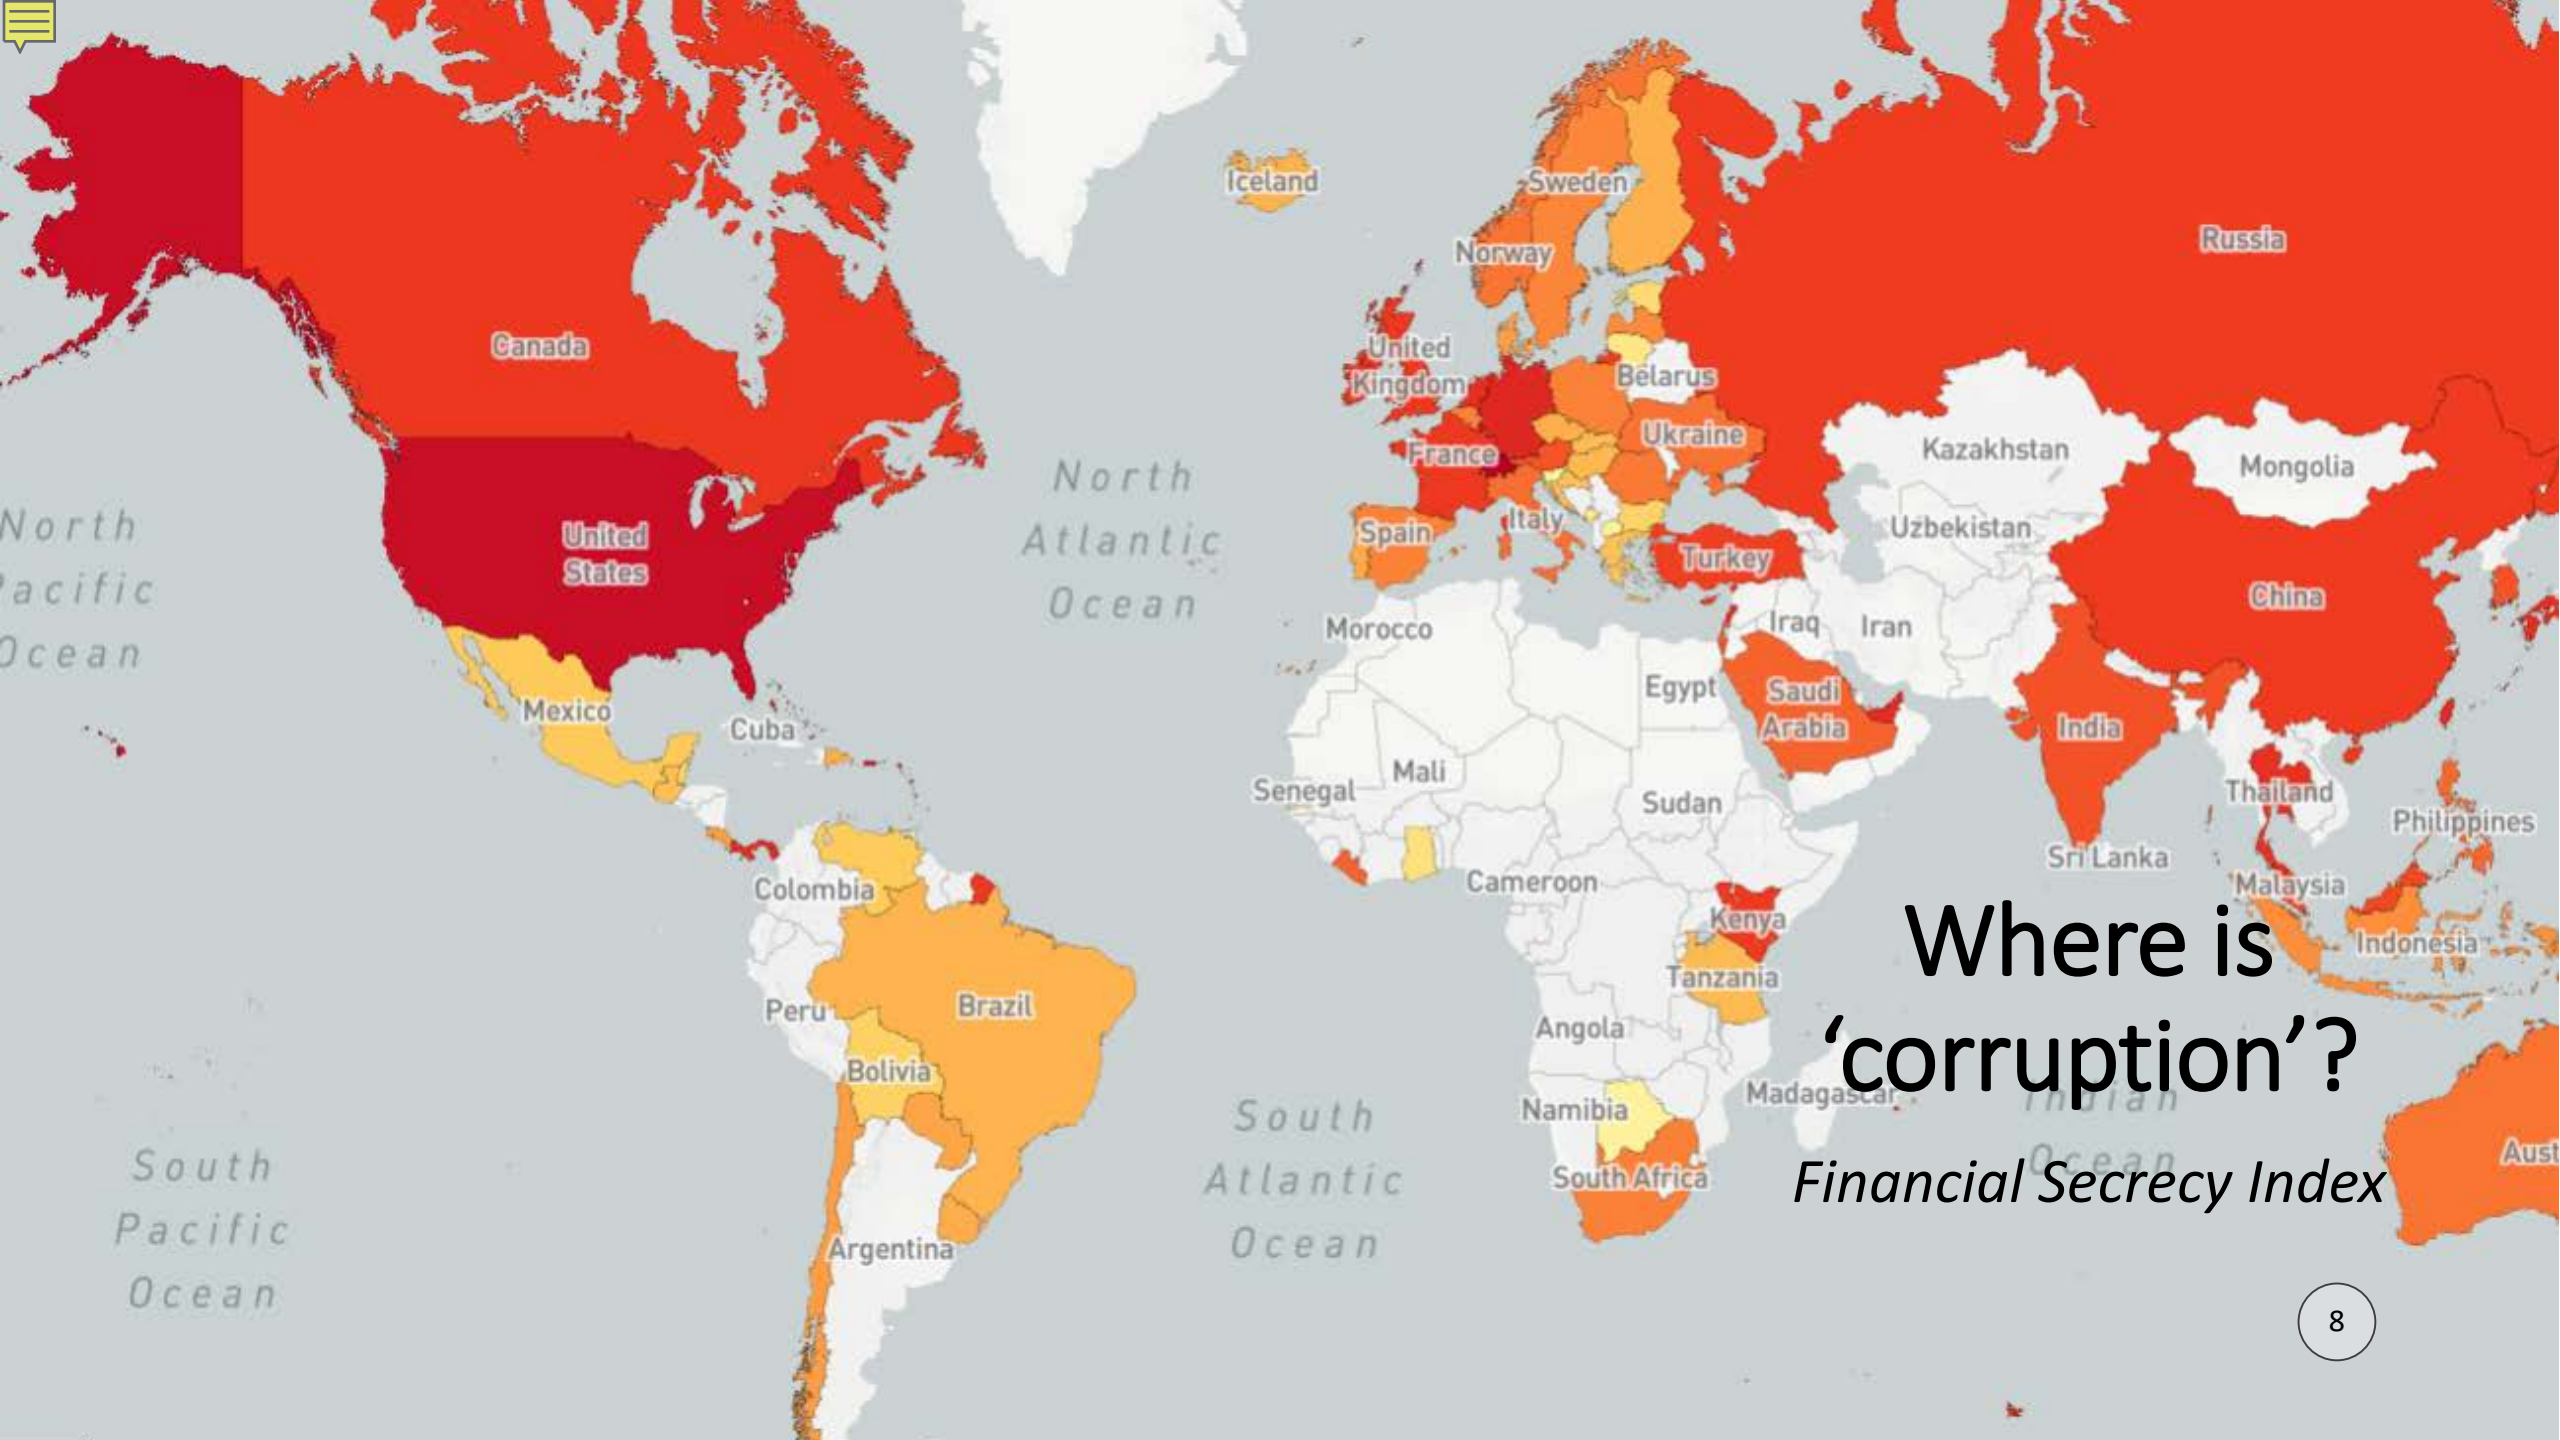 Iceland
Sweden
Norway
Russia
United
Kingdom
Belarus
Canada
France
Ukraine
Kazakhstan
Mongolia
North
Atlantic
Ocean
North
Pacific
Ocean
United
States
Spain
Italy
Turkey
Uzbekistan
China
Morocco
Iraq
Iran
Egypt
Saudi
Arabia
India
Mexico
Cuba
Mali
Senegal
Sudan
Thailand
Philippines
Sri Lanka
Colombia
Cameroon
Malaysia
Kenya
Indonesia
Tanzania
Peru
Brazil
Angola
Bolivia
Namibia
Madagascar
South Africa
Where is
‘corruption’?
Indian
Ocean
Financial Secrecy Index
Aust
South
Atlantic
Ocean
South
Pacific
Ocean
Argentina
8